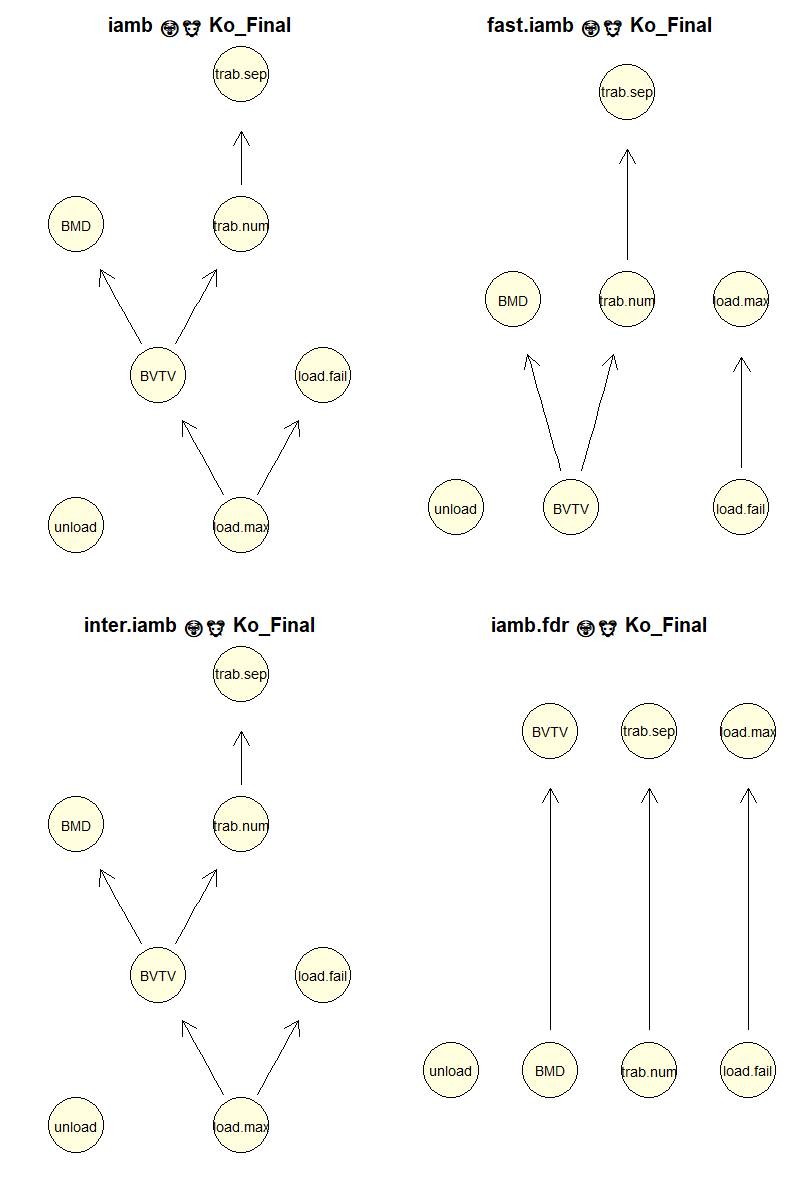 iamb 😷🐭 Ko_Final
trab.sep
BMD
trab.num
BVTV
load.fail
unload
load.max
fast.iamb 😷🐭 Ko_Final
trab.sep
BMD
trab.num
load.max
unload
BVTV
load.fail
inter.iamb 😷🐭 Ko_Final
trab.sep
BMD
trab.num
BVTV
load.fail
unload
load.max
iamb.fdr 😷🐭 Ko_Final
BVTV
trab.sep
load.max
unload
BMD
trab.num
load.fail